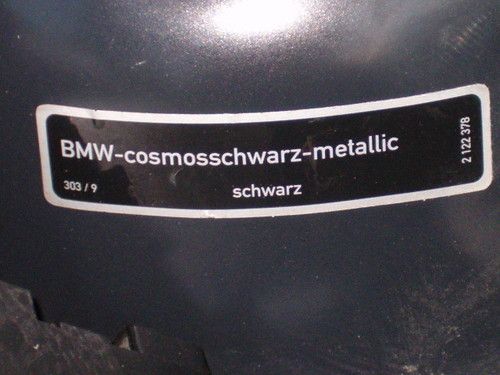 BMW-cosmosschwarz-metallic
303 / 9
schwarz
2 122 378